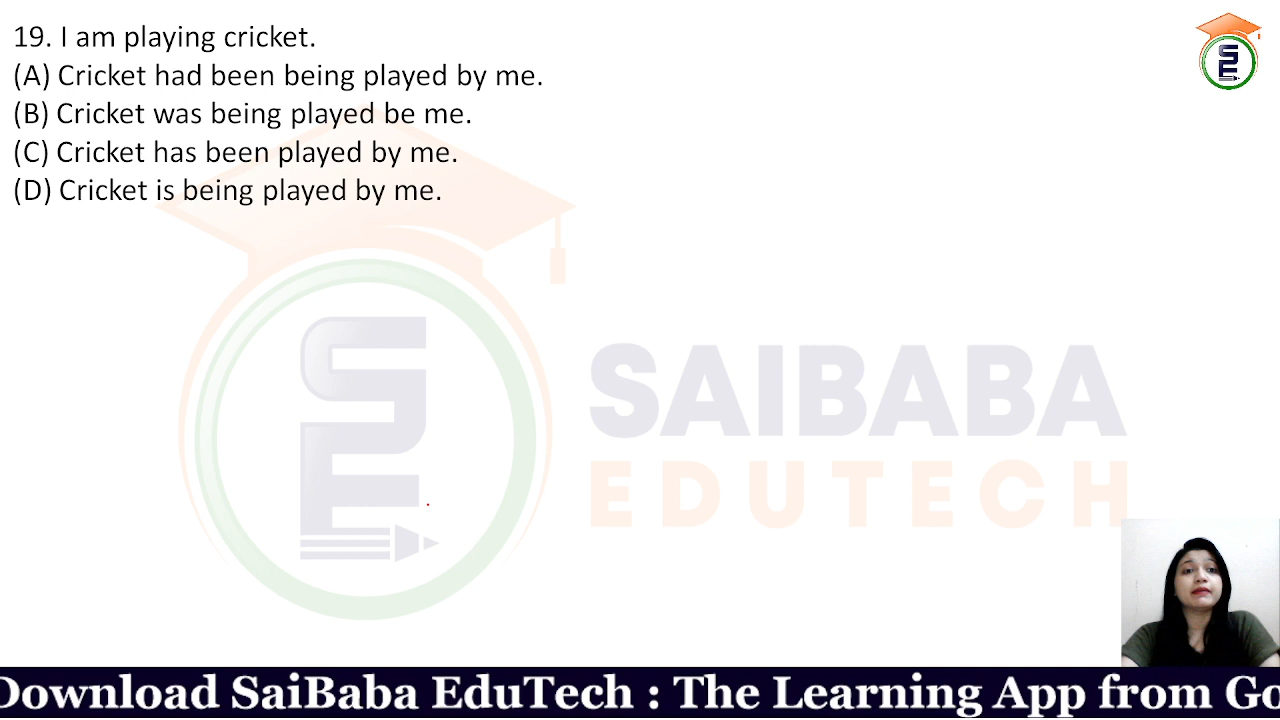 19. I am playing cricket.
(A) Cricket had been being played by me.
(B) Cricket was being played be me.
(C) Cricket has been played by me.
(D) Cricket is being played by me.
SAIBABA
EDUTECH
Download SaiBaba EduTech : The Learning App from Go